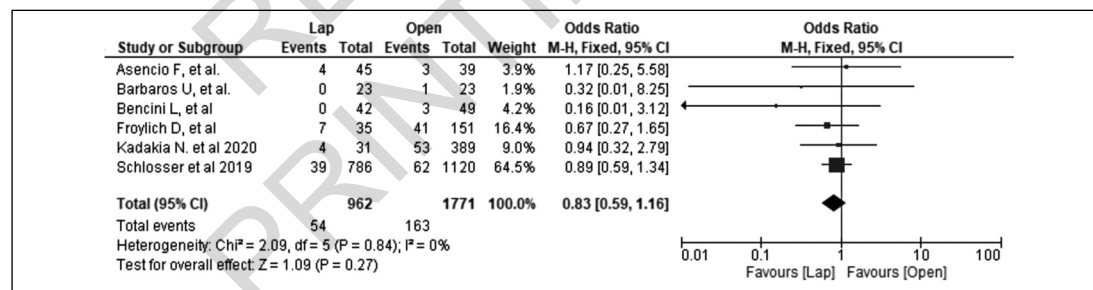 Lap Open Odds Ratio Odds Ratio
Study or Subgroup Events Total Events Total Weight M-H, Fixed, 95% CI M-H, Fixed, 95% CI
Asencio F, et al. 4 45 3 39 3.9% 1.17 [0.25, 5.58]
Barbaros U, et al. 0 23 1 23 1.9% 0.32 [0.01, 8.25]
Bencini L, et al 0 42 3 49 4.2% 0.16 [0.01, 3.12]
Froylich D, et al 7 35 41 151 16.4% 0.67 [0.27, 1.65]
Kadakia N. et al 2020 4 31 53 389 9.0% 0.94 [0.32, 2.79]
Schlosser et al 2019 39 786 62 1120 64.5% 0.89 [0.59, 1.34]
Total (95% CI) 962 1771 100.0% 0.83 [0.59, 1.16]
Total events 54 163
Heterogeneity: Chi² = 2.09, df = 5 (P = 0.84); I² = 0%
Test for overall effect: Z = 1.09 (P = 0.27)
0.01 0.1 1 10 100
Favours [Lap] Favours [Open]